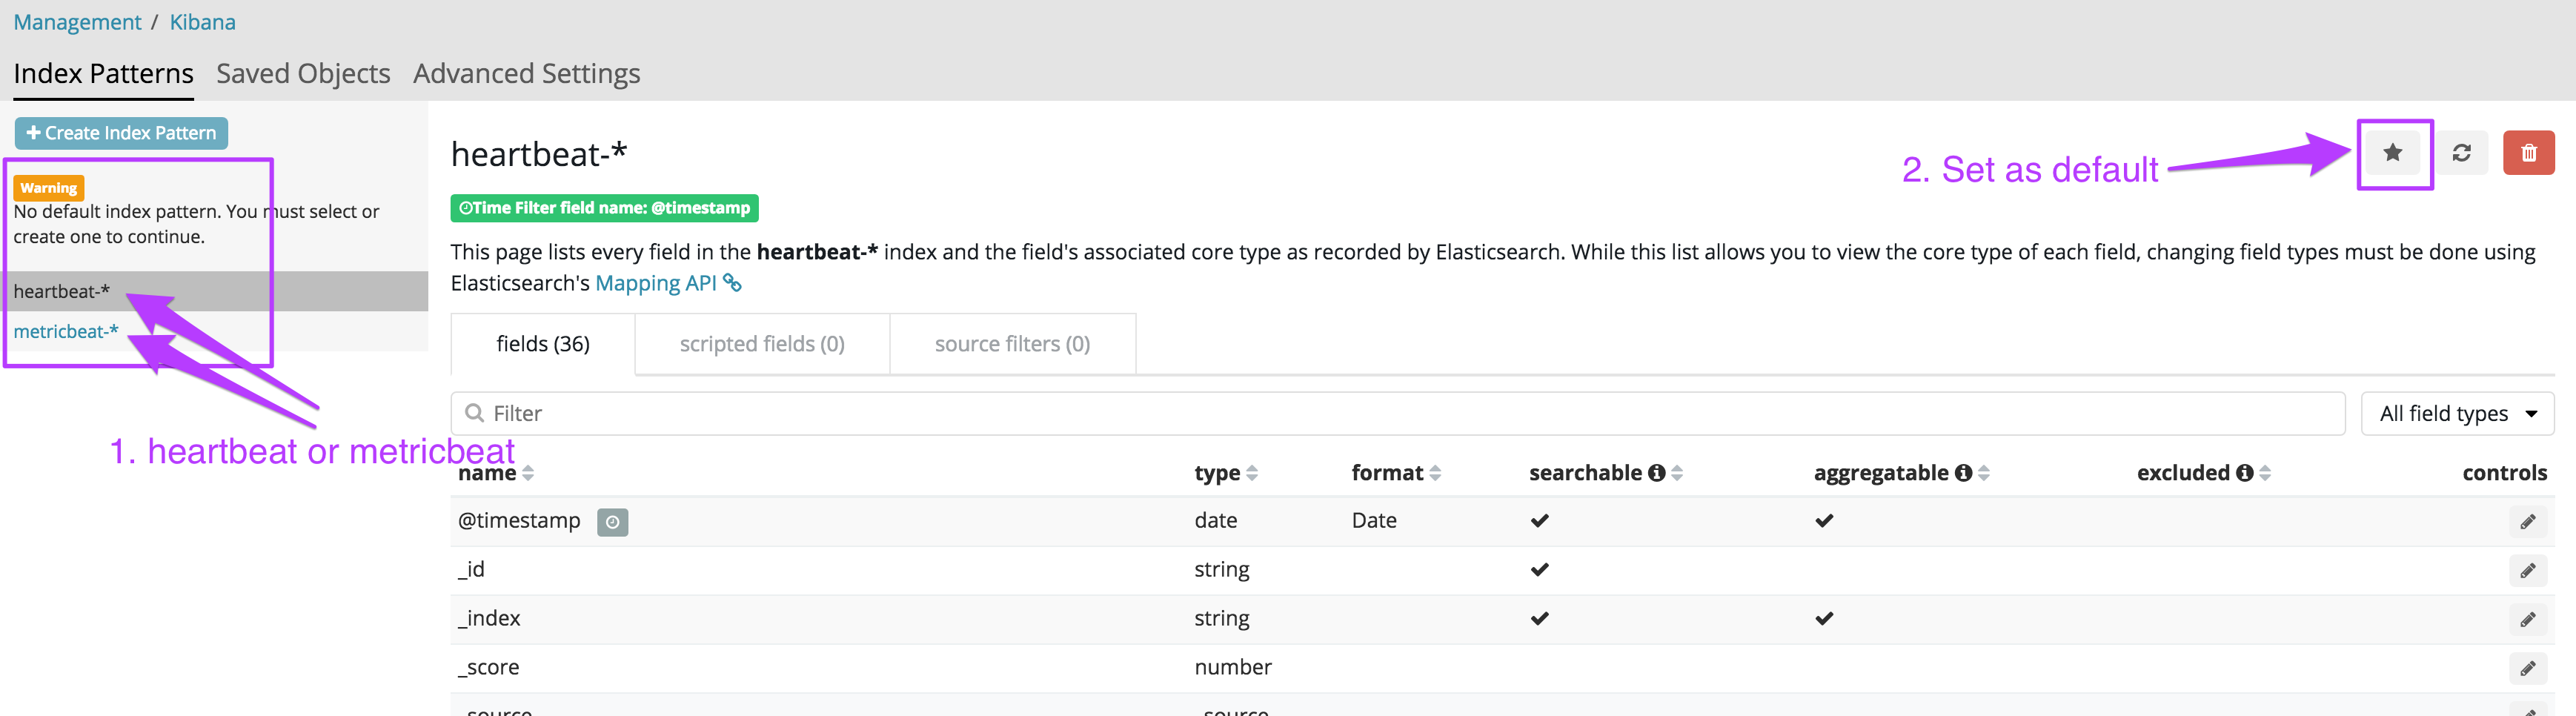 Management / Kibana
Index Patterns Saved Objects Advanced Settings
Create Index Pattern
Warning
No default index pattern. You must select or
create one to continue.
heartbeat-*
metricbeat-*
1. heartbeat or metricbeat
heartbeat-*
2. Set as default
Time Filter field name: @timestamp
This page lists every field in the heartbeat-* index and the field's associated core type as recorded by Elasticsearch. While this list allows you to view the core type of each field, changing field types must be done using
Elasticsearch's Mapping API
fields (36) scripted fields (0) source filters (0)
Filter All field types
name type format searchable aggregatable excluded controls
@timestamp date Date
_id string
_index string
_score number
_source _source